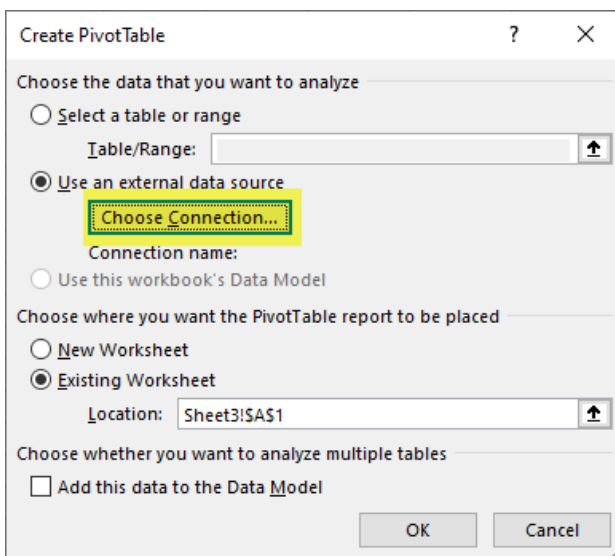 Create PivotTable ?
Choose the data that you want to analyze
Select a table or range
Table/Range:
Use an external data source
Choose Connection...
Connection name:
Use this workbook's Data Model
Choose where you want the PivotTable report to be placed
New Worksheet
Existing Worksheet
Location: Sheet3!$A$1
Choose whether you want to analyze multiple tables
Add this data to the Data Model
OK Cancel